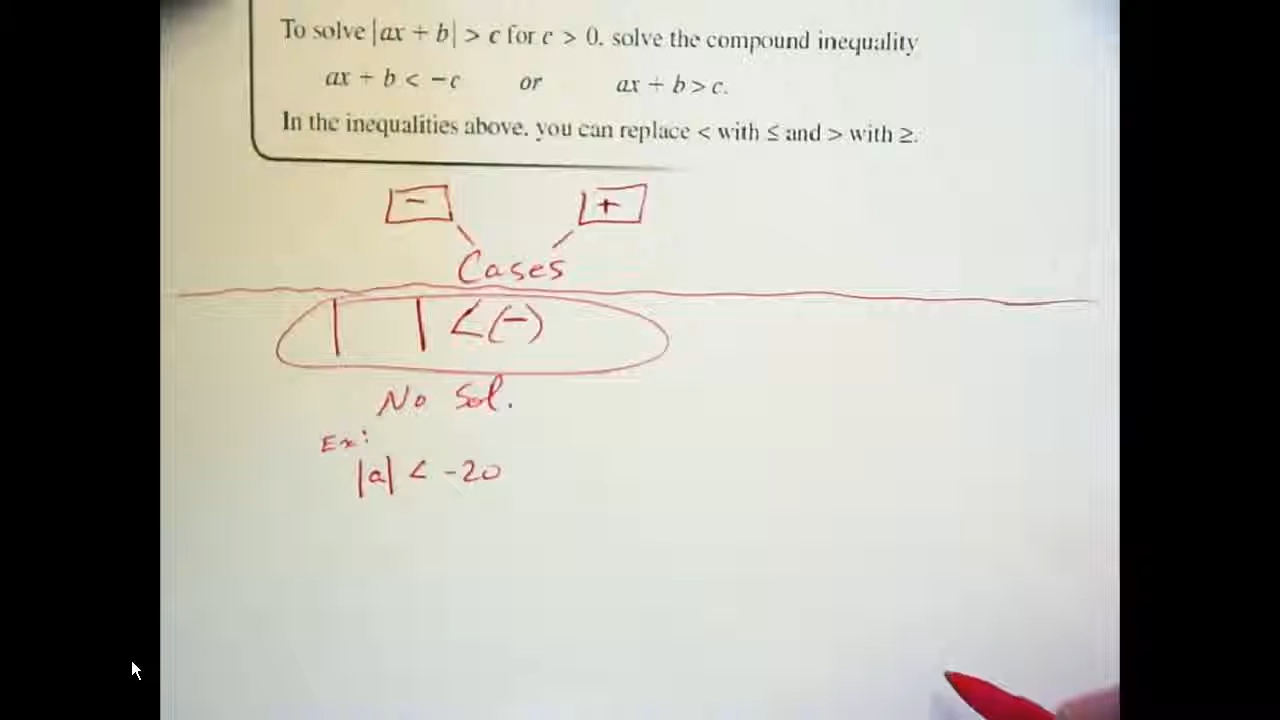 To solve |ax + b| > c for c > 0, solve the compound inequality
ax + b < −c or ax + b > c.
In the inequalities above, you can replace < with ≤ and > with ≥.
− +
Cases
| | < (−)
No Sol.
Ex:
|a| < -20